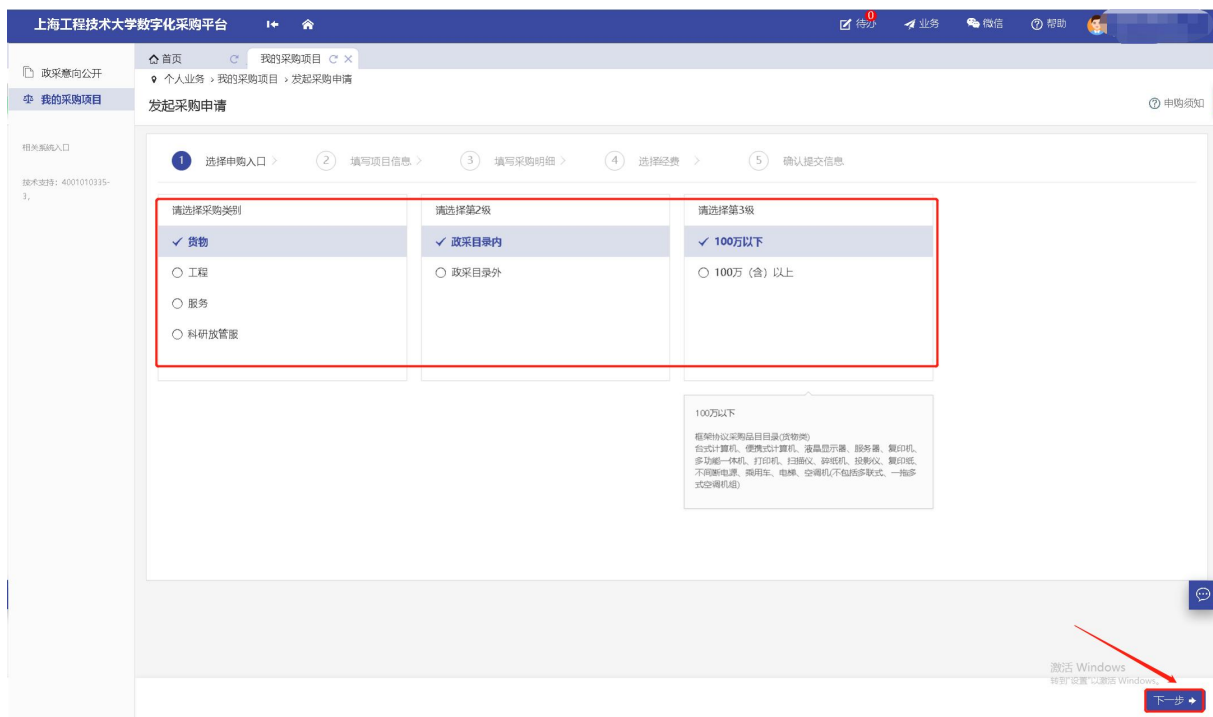 上海工程技术大学数字化采购平台
待办
0
业务
微信
帮助
政采意向公开
我的采购项目
相关系统入口
技术支持：4001010335-
3,
首页
我的采购项目
个人业务 › 我的采购项目 › 发起采购申请
发起采购申请
申购须知
1 选择申购入口
2 填写项目信息
3 填写采购明细
4 选择经费
5 确认提交信息
请选择采购类别
货物
工程
服务
科研放管服
请选择第2级
政采目录内
政采目录外
请选择第3级
100万以下
100万（含）以上
100万以下
框架协议采购品目目录(货物类)
台式计算机、便携式计算机、液晶显示器、服务器、复印机、
多功能一体机、打印机、扫描仪、碎纸机、投影仪、复印纸、
不间断电源、乘用车、电梯、空调机(不包括多联式、一拖多
式空调机组)
激活 Windows
转到"设置"以激活 Windows。
下一步